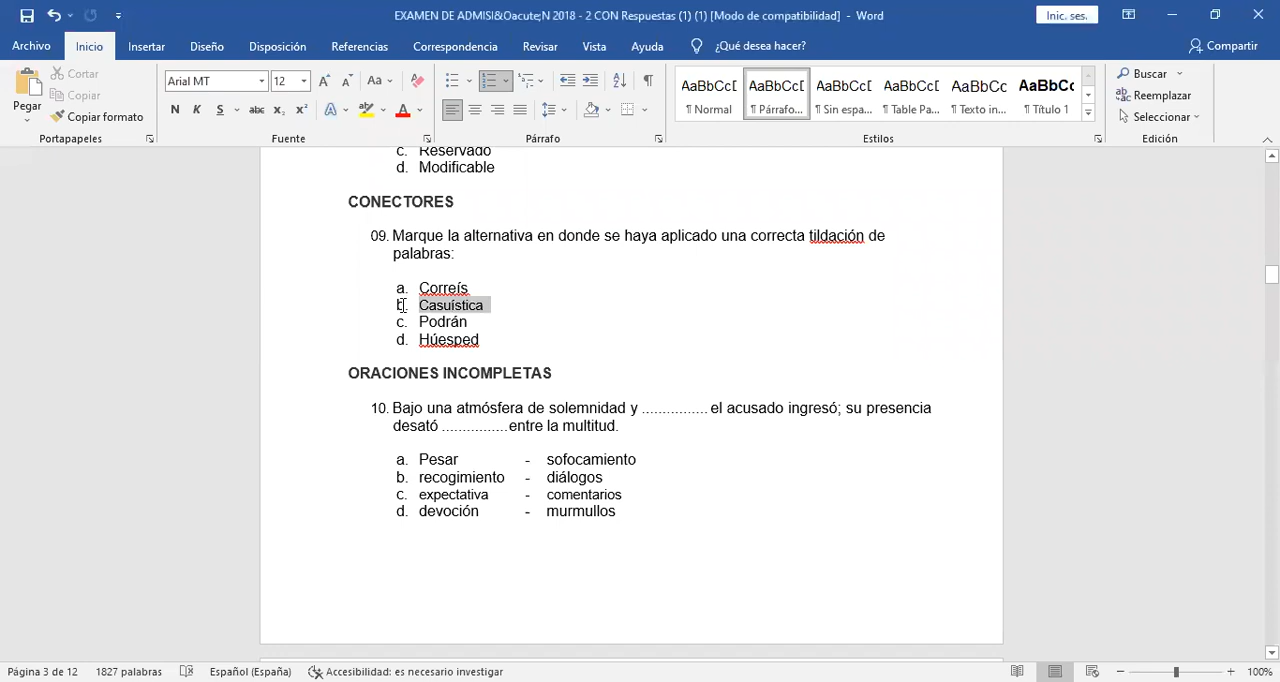 EXAMEN DE ADMISI&Oacute;N 2018 - 2 CON Respuestas (1) (1) [Modo de compatibilidad] - Word
Inic. ses.
Archivo Inicio Insertar Diseño Disposición Referencias Correspondencia Revisar Vista Ayuda ¿Qué desea hacer? Compartir
Pegar
Cortar
Copiar
Copiar formato
Portapapeles
Arial MT 12
Aa
N K S abc x₂ x² A A
Fuente
Párrafo
AaBbCcD AaBbCcD AaBbCcD AaBbCcD AaBbCc AaBbCc
¶ Normal ¶ Párrafo... ¶ Sin espa... ¶ Table Pa... ¶ Texto in... ¶ Título 1
Estilos
Buscar
Reemplazar
Seleccionar
Edición
c. Reservado
d. Modificable
CONECTORES
09. Marque la alternativa en donde se haya aplicado una correcta tildación de
palabras:
a. Correís
b. Casuística
c. Podrán
d. Húesped
ORACIONES INCOMPLETAS
10. Bajo una atmósfera de solemnidad y ................ el acusado ingresó; su presencia
desató ................ entre la multitud.
a. Pesar - sofocamiento
b. recogimiento - diálogos
c. expectativa - comentarios
d. devoción - murmullos
Página 3 de 12 1827 palabras Español (España) Accesibilidad: es necesario investigar 100%